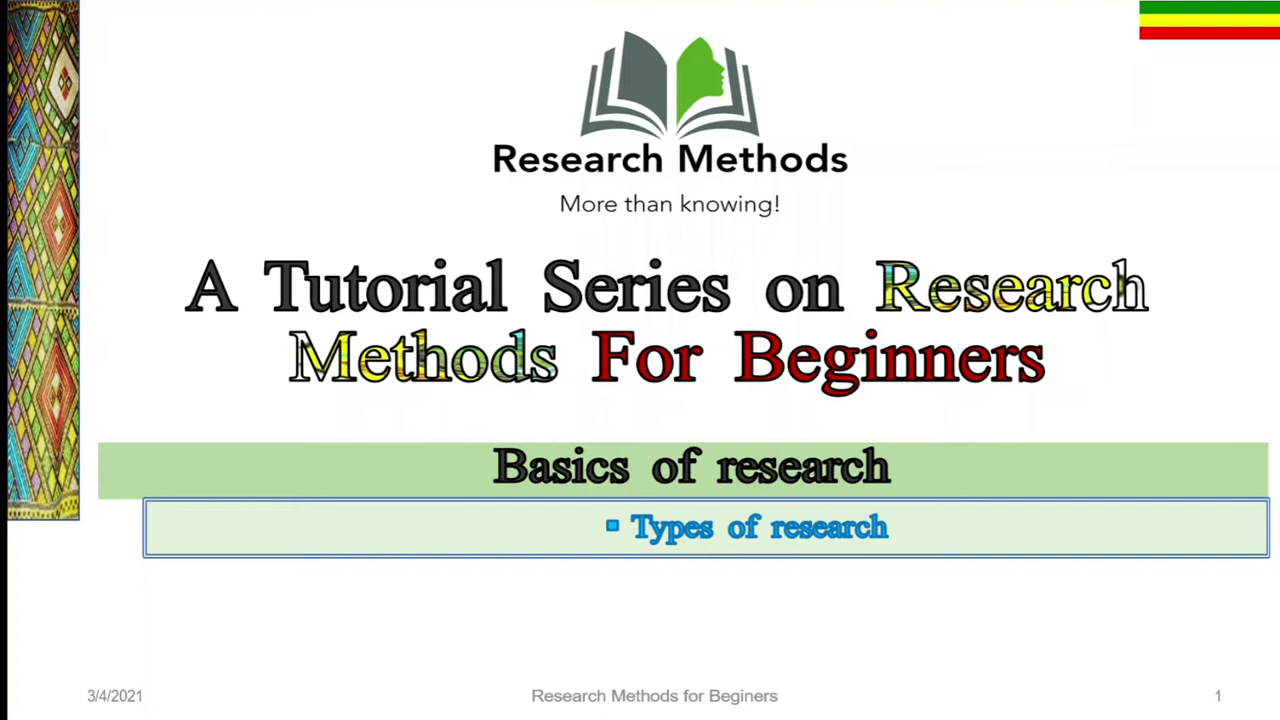 Research Methods
More than knowing!
A Tutorial Series on Research
Methods For Beginners
Basics of research
▪ Types of research
3/4/2021
Research Methods for Beginers
1